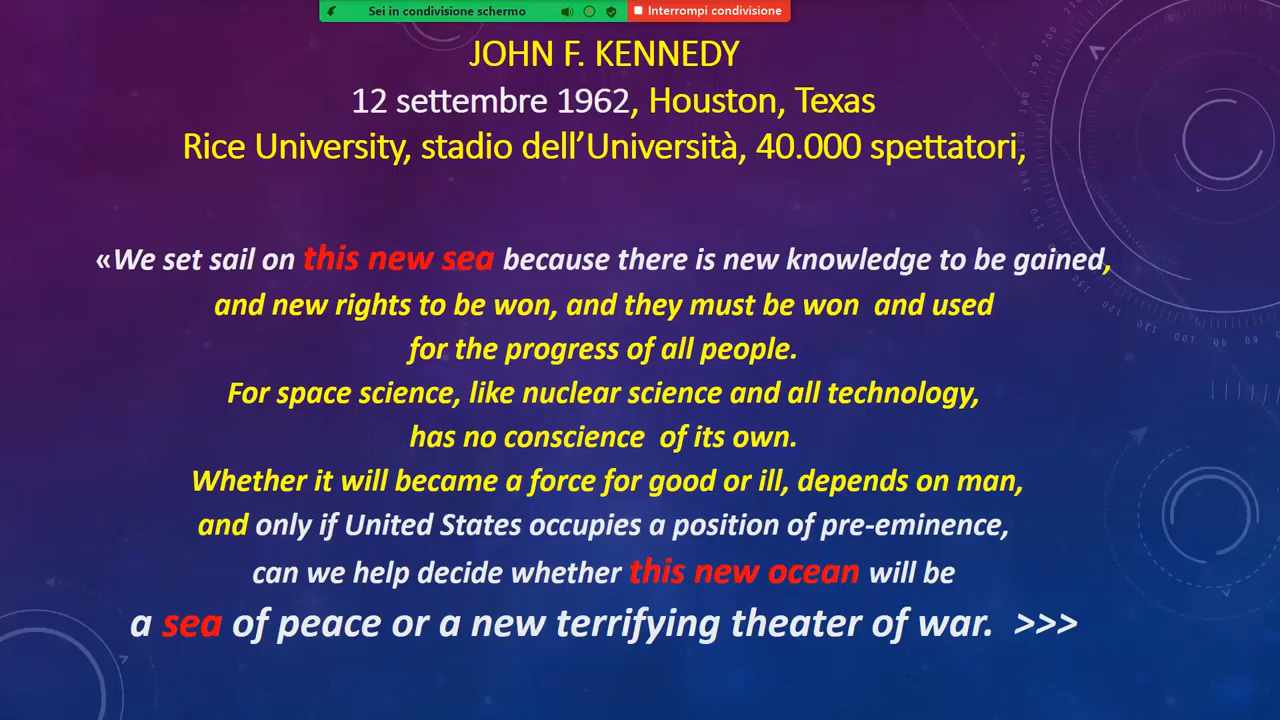 Sei in condivisione schermo Interrompi condivisione
JOHN F. KENNEDY
12 settembre 1962, Houston, Texas
Rice University, stadio dell’Università, 40.000 spettatori,
«We set sail on this new sea because there is new knowledge to be gained,
and new rights to be won, and they must be won and used
for the progress of all people.
For space science, like nuclear science and all technology,
has no conscience of its own.
Whether it will became a force for good or ill, depends on man,
and only if United States occupies a position of pre-eminence,
can we help decide whether this new ocean will be
a sea of peace or a new terrifying theater of war. >>>